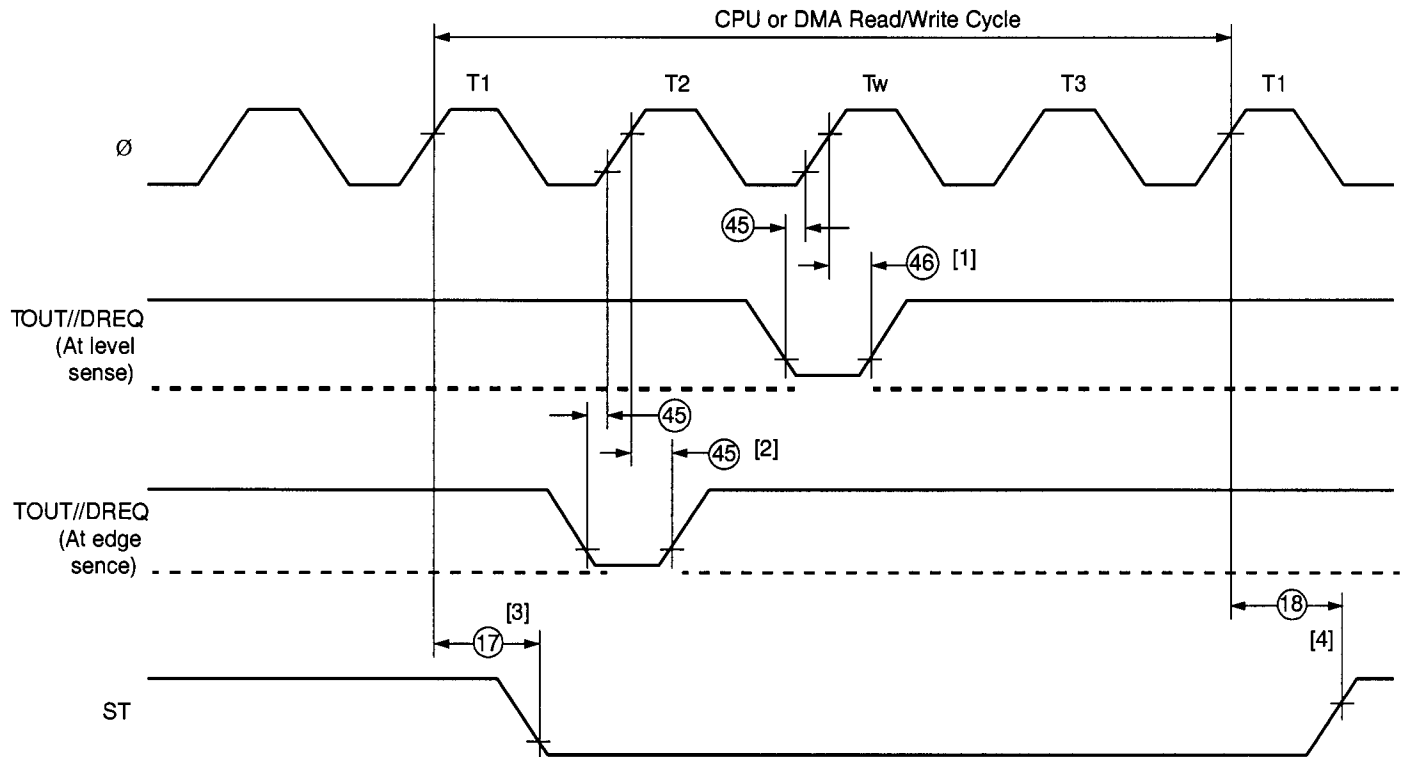 CPU or DMA Read/Write Cycle
T1 T2 Tw T3 T1
Ø
45
46 [1]
TOUT//DREQ
(At level
sense)
45
45 [2]
TOUT//DREQ
(At edge
sence)
18
[3]
17
[4]
ST